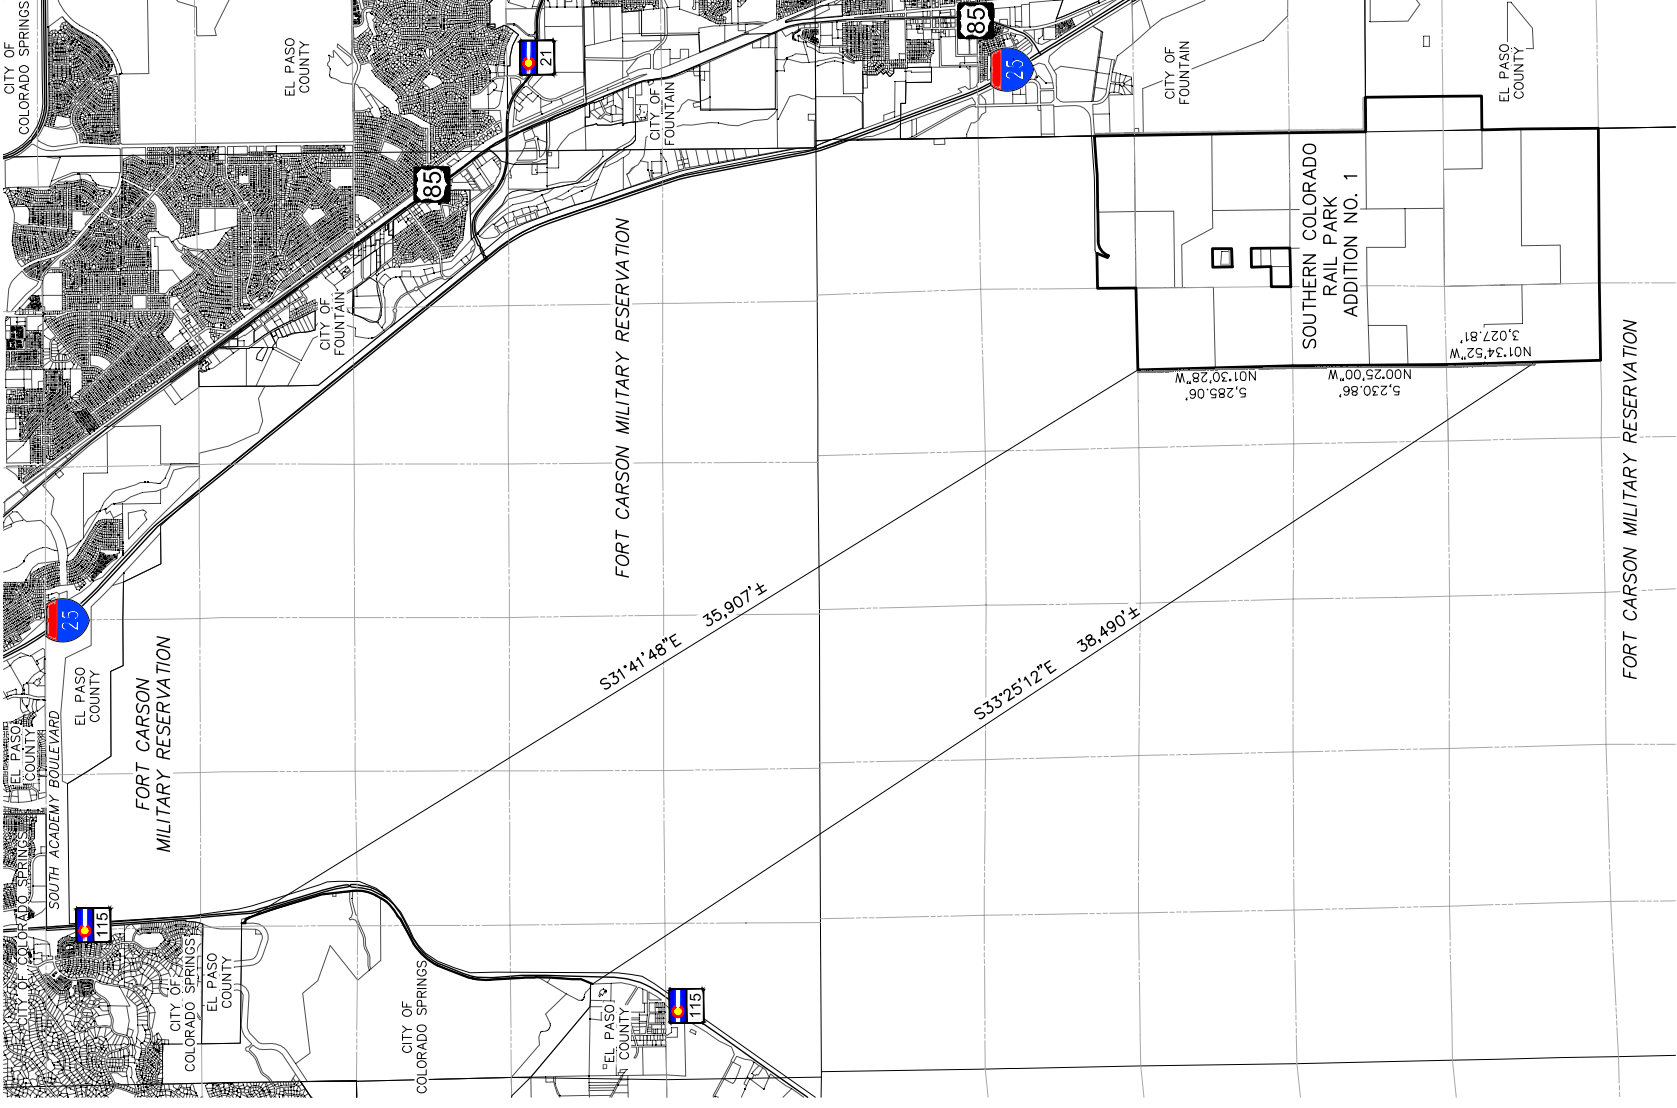 CITY OF
COLORADO SPRINGS
EL PASO
COUNTY
21
CITY OF
FOUNTAIN
85
25
CITY OF
FOUNTAIN
EL PASO
COUNTY
85
CITY OF
FOUNTAIN
FORT CARSON MILITARY RESERVATION
SOUTHERN COLORADO
RAIL PARK
ADDITION NO. 1
N01°34'52"W
3,027.81'
N01°30'28"W
5,285.06'
N00°25'00"W
5,230.86'
FORT CARSON MILITARY RESERVATION
25
EL PASO
COUNTY
FORT CARSON
MILITARY RESERVATION
S31°41'48"E 35,907'±
S33°25'12"E 38,490'±
EL PASO
COUNTY
SOUTH ACADEMY BOULEVARD
CITY OF COLORADO SPRINGS
115
CITY OF
COLORADO SPRINGS
EL PASO
COUNTY
CITY OF
COLORADO SPRINGS
EL PASO
COUNTY
115